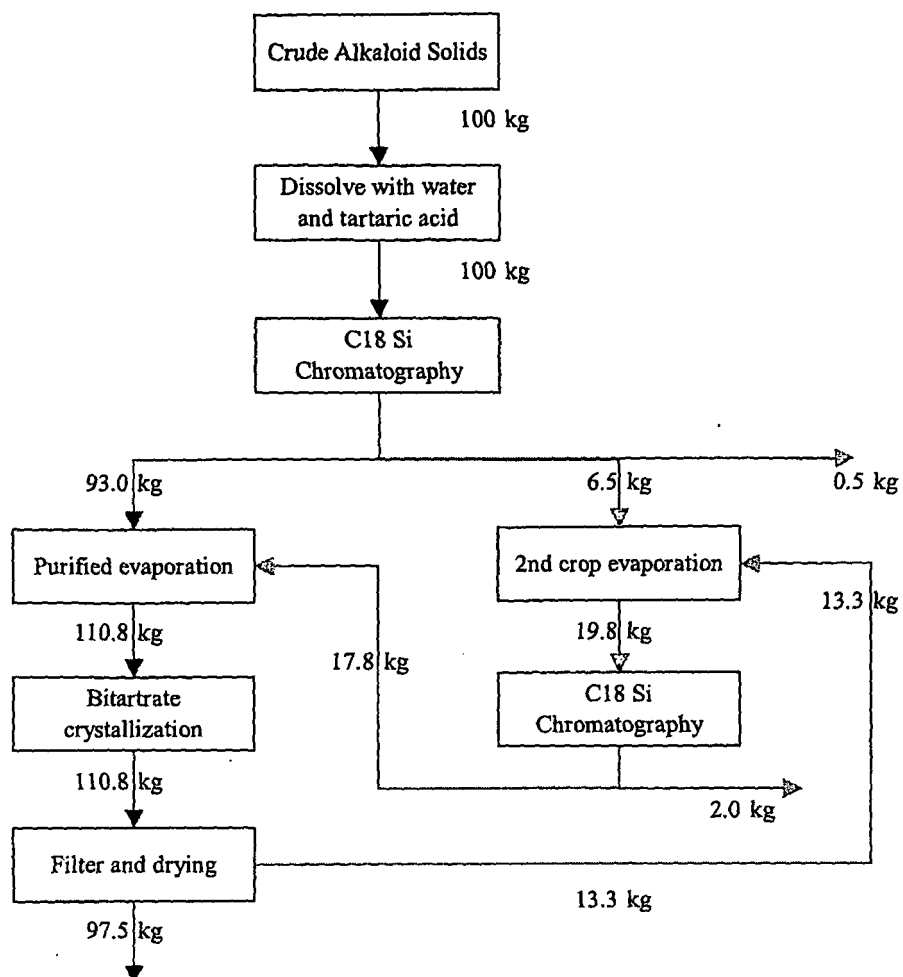 Crude Alkaloid Solids
100 kg
Dissolve with water
and tartaric acid
100 kg
C18 Si
Chromatography
93.0 kg
6.5 kg
0.5 kg
Purified evaporation
2nd crop evaporation
13.3 kg
110.8 kg
17.8 kg
19.8 kg
Bitartrate
crystallization
C18 Si
Chromatography
110.8 kg
2.0 kg
Filter and drying
13.3 kg
97.5 kg